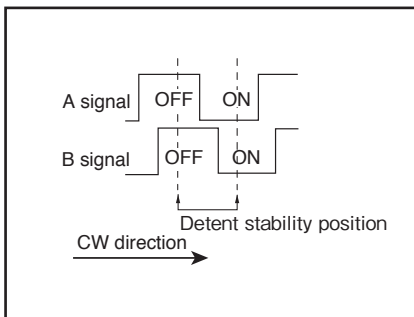 A signal OFF ON
B signal OFF ON
Detent stability position
CW direction